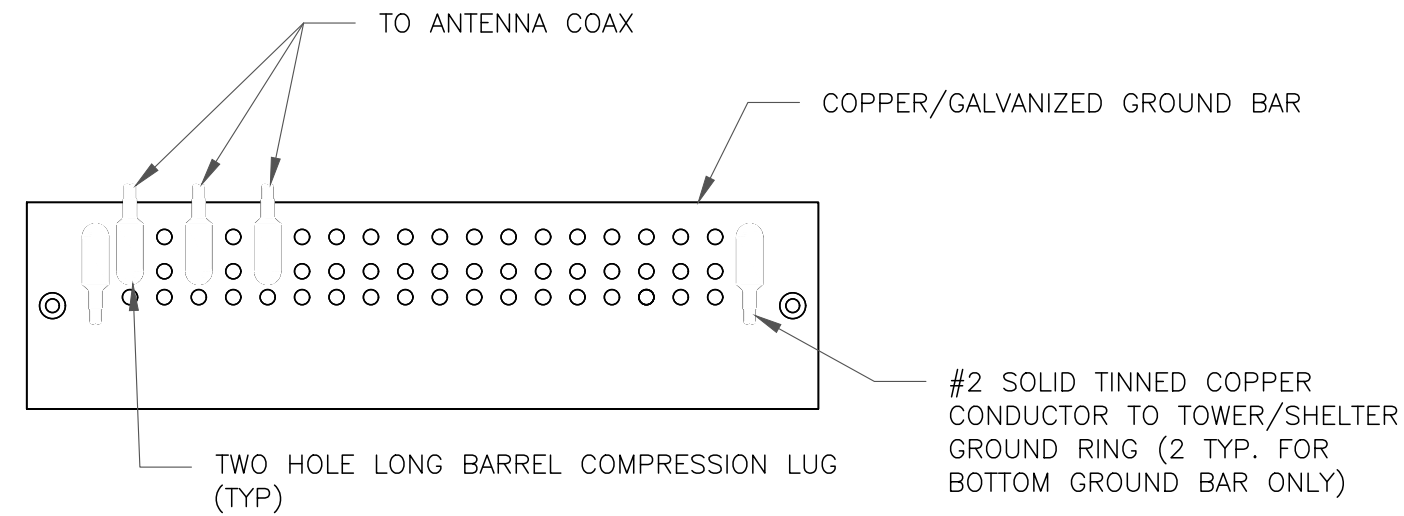 TO ANTENNA COAX
COPPER/GALVANIZED GROUND BAR
#2 SOLID TINNED COPPER
CONDUCTOR TO TOWER/SHELTER
GROUND RING (2 TYP. FOR
BOTTOM GROUND BAR ONLY)
TWO HOLE LONG BARREL COMPRESSION LUG
(TYP)